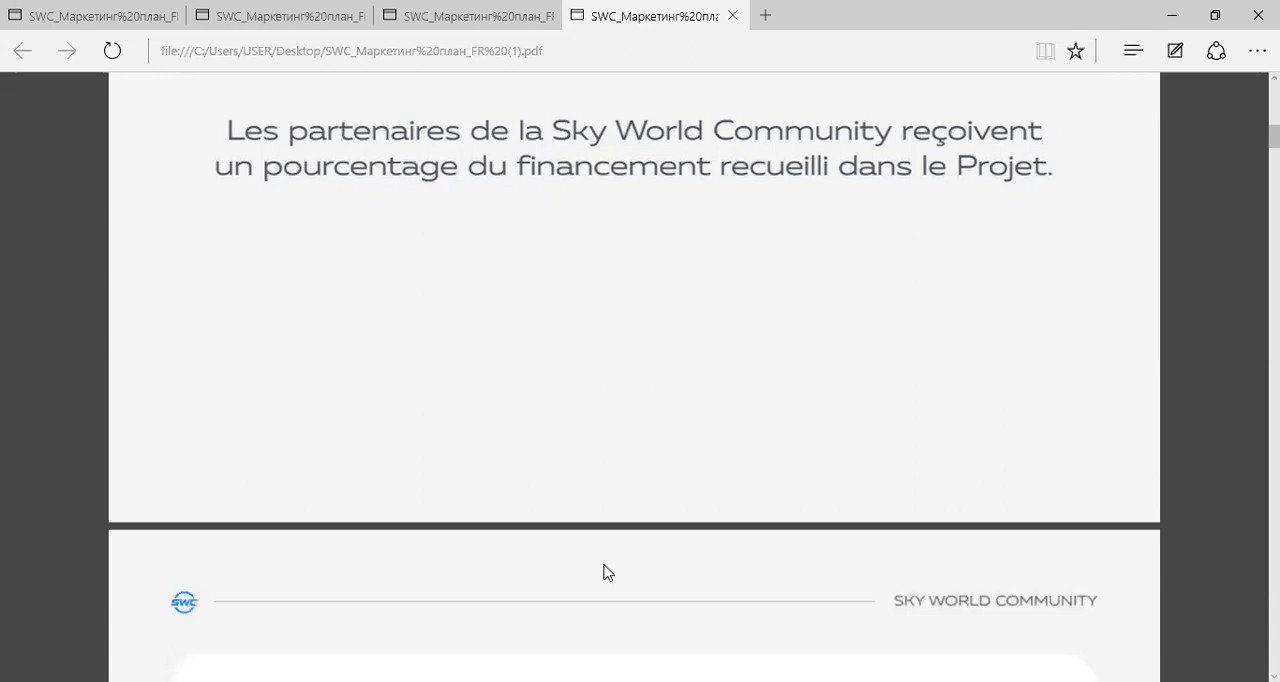 SWC_Маркетинг%20план_FI
SWC_Маркетинг%20план_FI
SWC_Маркетинг%20план_FI
SWC_Маркетинг%20пла
file:///C:/Users/USER/Desktop/SWC_Маркетинг%20план_FR%20(1).pdf
Les partenaires de la Sky World Community reçoivent
un pourcentage du financement recueilli dans le Projet.
SWC
SKY WORLD COMMUNITY